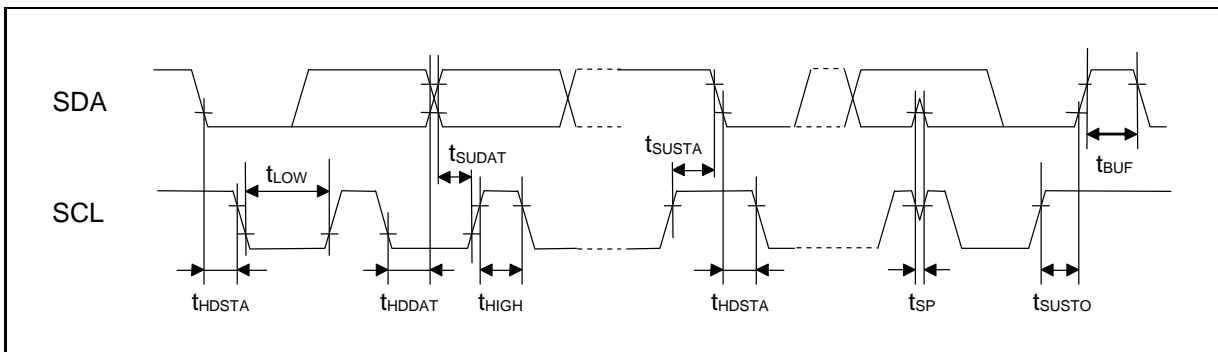 SDA
tSUDAT
tSUSTA
tBUF
tLOW
SCL
tHDSTA
tHDDAT
tHIGH
tHDSTA
tSP
tSUSTO